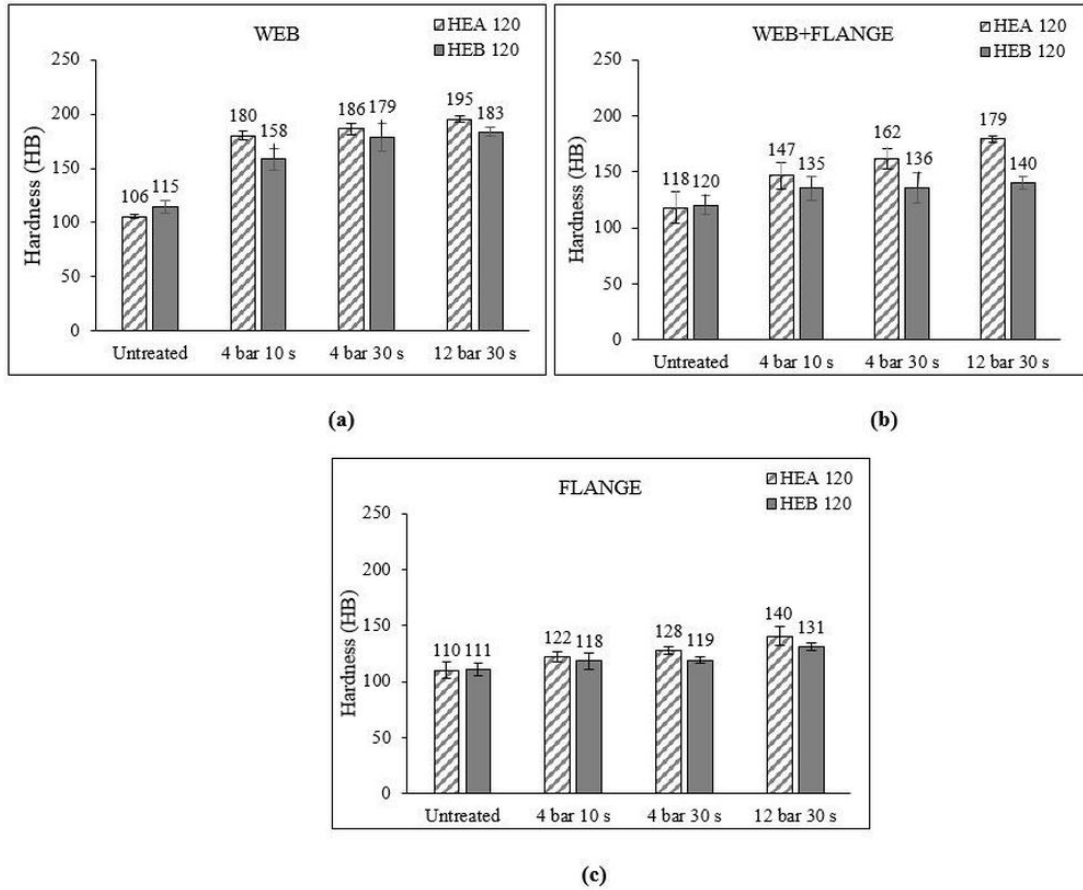 WEB
HEA 120
HEB 120
Hardness (HB)
250
200
150
100
50
0
106
115
180
158
186
179
195
183
Untreated
4 bar 10 s
4 bar 30 s
12 bar 30 s
(a)
WEB+FLANGE
HEA 120
HEB 120
Hardness (HB)
250
200
150
100
50
0
118
120
147
135
162
136
179
140
Untreated
4 bar 10 s
4 bar 30 s
12 bar 30 s
(b)
FLANGE
HEA 120
HEB 120
Hardness (HB)
250
200
150
100
50
0
110
111
122
118
128
119
140
131
Untreated
4 bar 10 s
4 bar 30 s
12 bar 30 s
(c)